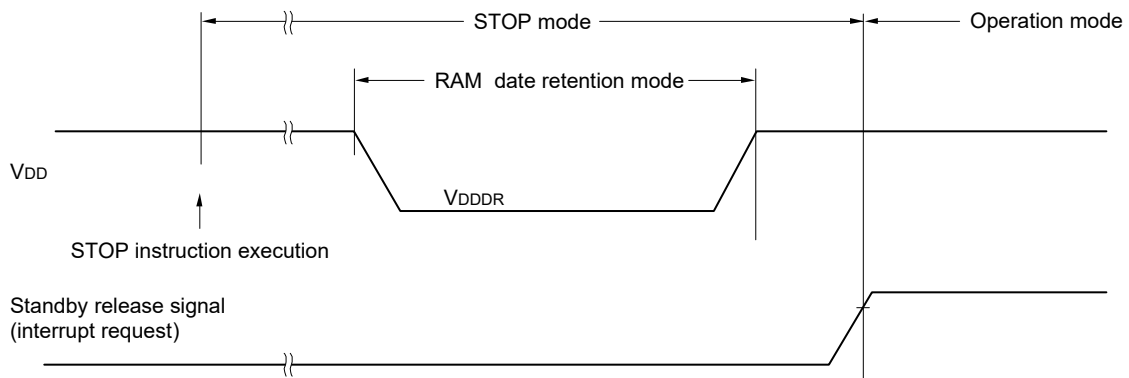 STOP mode
Operation mode
RAM date retention mode
VDD
VDDDR
STOP instruction execution
Standby release signal
(interrupt request)